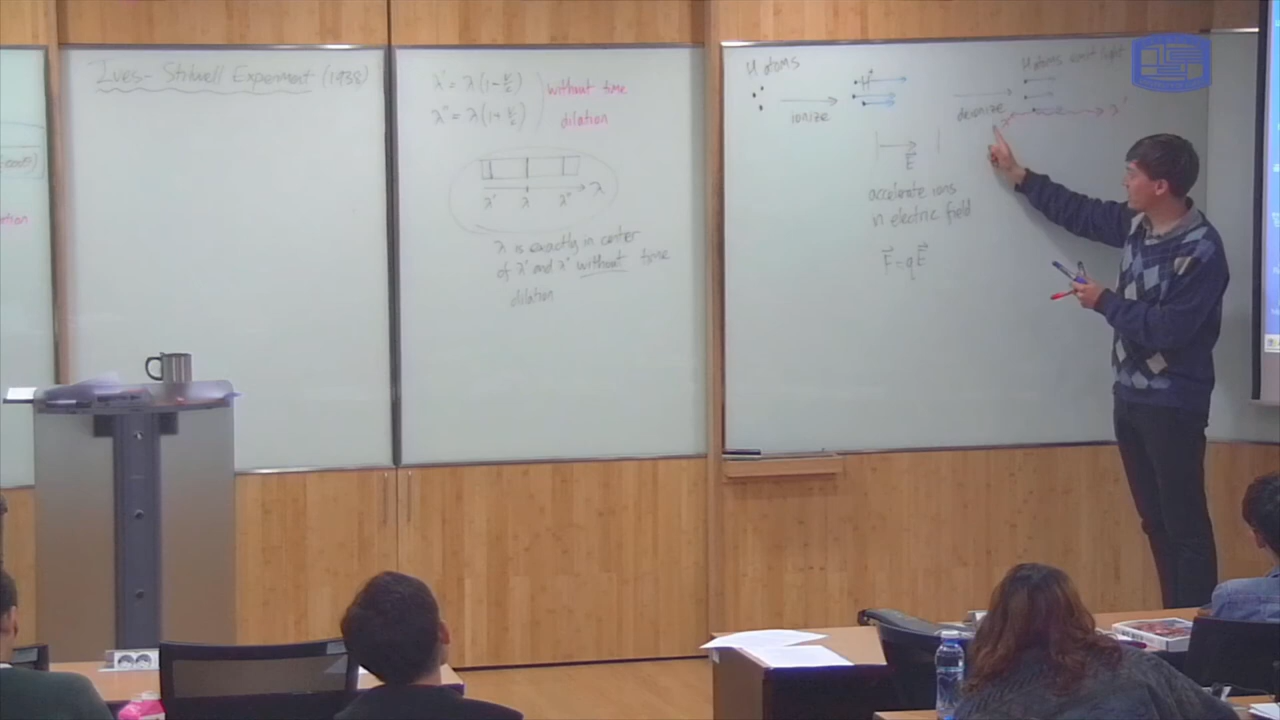 Ives-Stilwell Experiment (1938)
λ' = λ(1 - v/c)
λ" = λ(1 + v/c)
without time
dilation
λ' λ λ" λ
λ is exactly in center
of λ' and λ" without time
dilation
H atoms
ionize
H⁺
deionize
H atoms emit light
λ'
E
accelerate ions
in electric field
F = qE